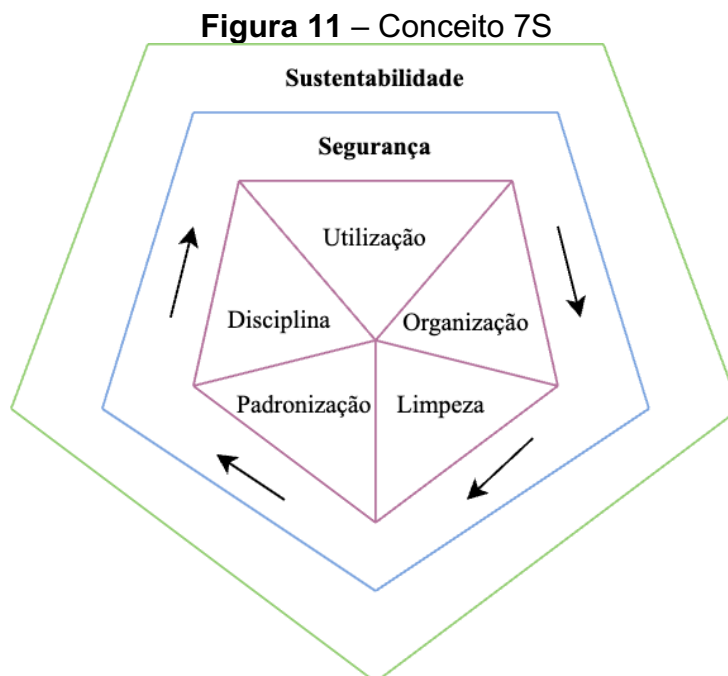 Figura 11 – Conceito 7S
Sustentabilidade
Segurança
Utilização
Disciplina
Organização
Padronização
Limpeza